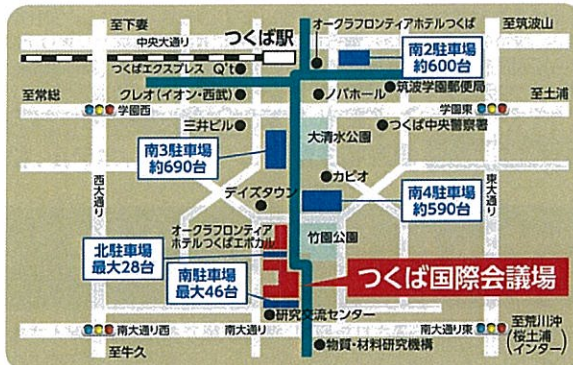 至下妻
中央大通り
つくば駅
オークラフロンティアホテルつくば
至筑波山
南2駐車場
約600台
つくばエクスプレス
Q't
クレオ(イオン・西武)
ノバホール
筑波学園郵便局
至常総
学園西
学園東
至土浦
三井ビル
大清水公園
つくば中央警察署
南3駐車場
約690台
カピオ
西大通り
デイズタウン
南4駐車場
約590台
東大通り
オークラフロンティア
ホテルつくばエポカル
竹園公園
北駐車場
最大28台
つくば国際会議場
南駐車場
最大46台
研究交流センター
南大通り西
南大通り
南大通り東
至荒川沖
(桜土浦
インター)
至牛久
物質・材料研究機構